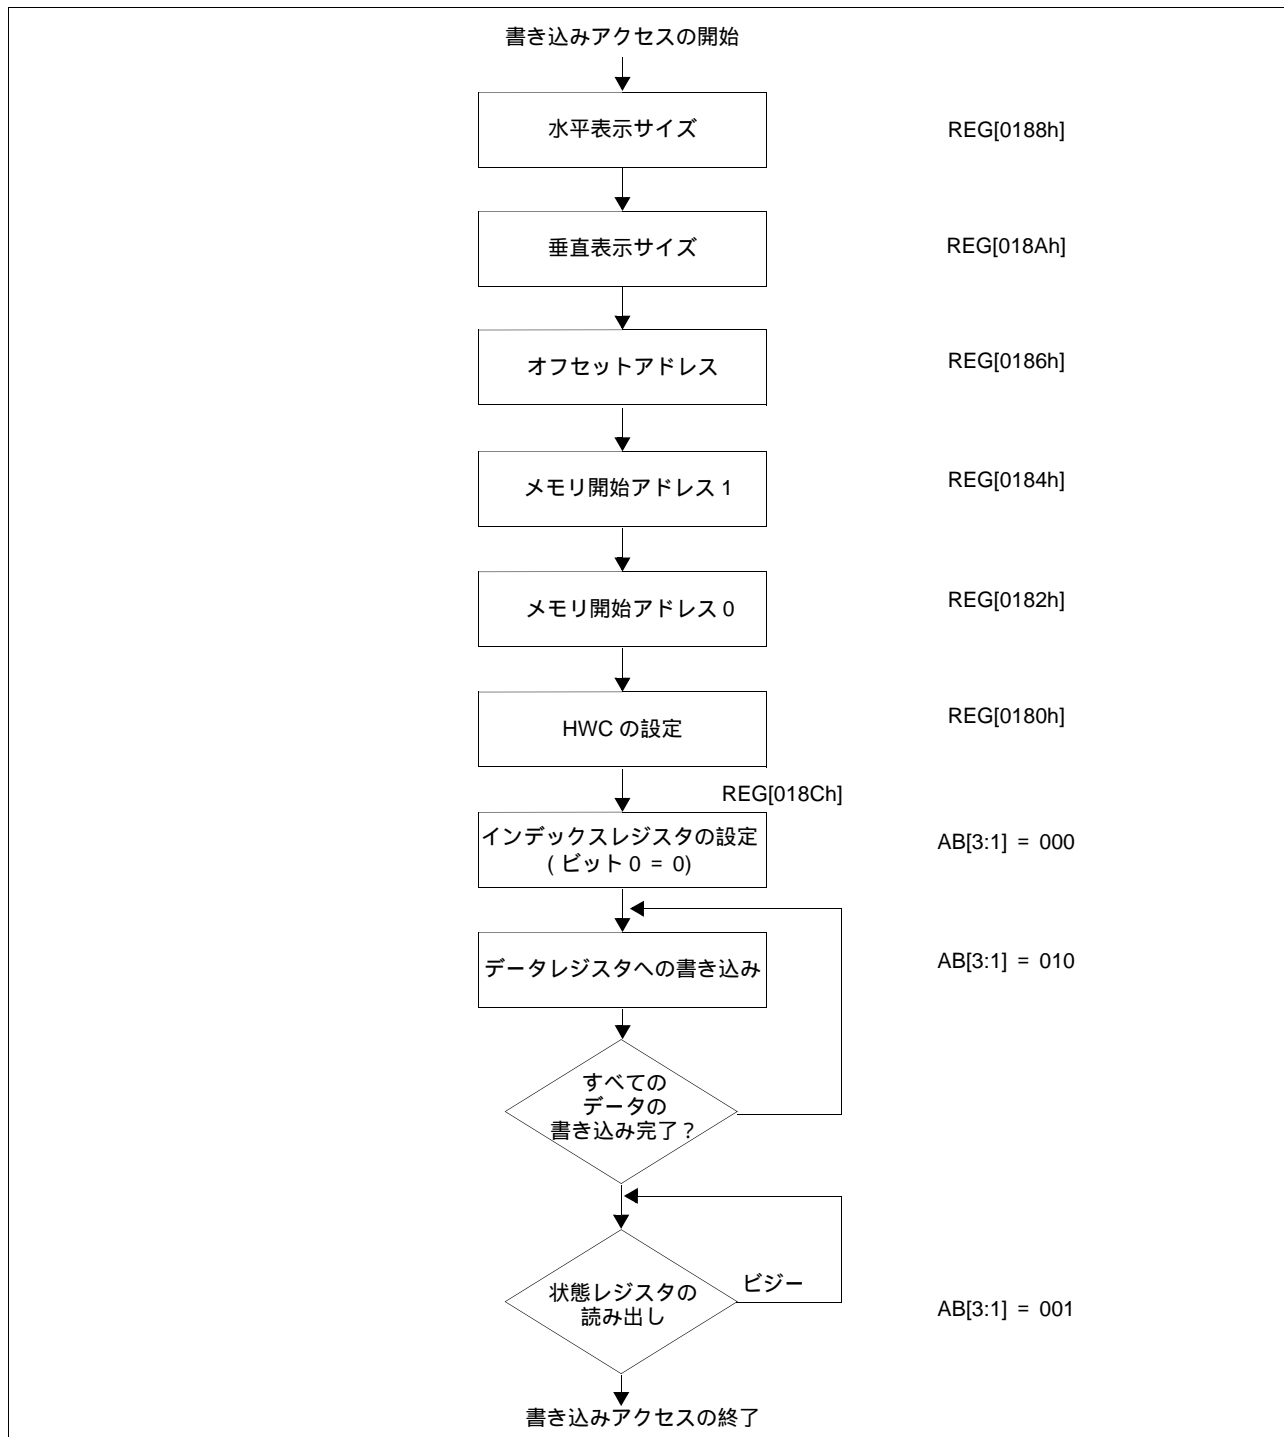 書き込みアクセスの開始
水平表示サイズ
REG[0188h]
垂直表示サイズ
REG[018Ah]
オフセットアドレス
REG[0186h]
メモリ開始アドレス 1
REG[0184h]
メモリ開始アドレス 0
REG[0182h]
HWC の設定
REG[0180h]
REG[018Ch]
インデックスレジスタの設定
( ビット 0 = 0)
AB[3:1] = 000
データレジスタへの書き込み
AB[3:1] = 010
すべての
データの
書き込み完了？
状態レジスタの
読み出し
ビジー
AB[3:1] = 001
書き込みアクセスの終了